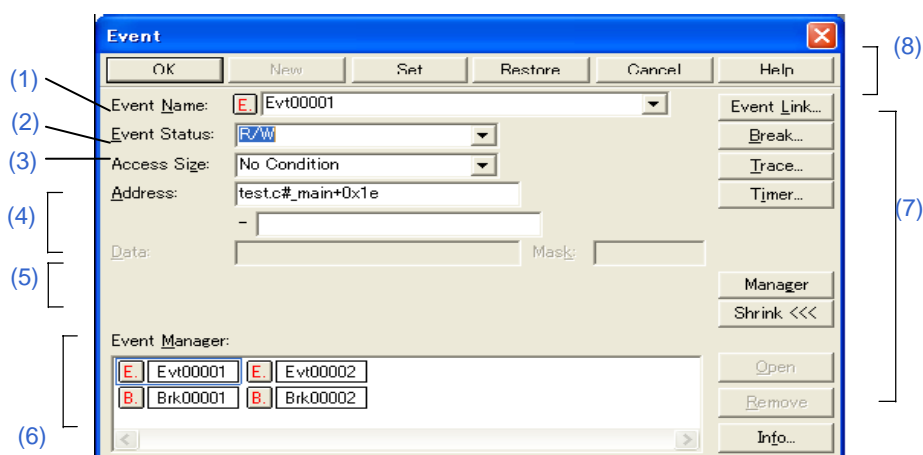 Event
(8)
OK New Set Restore Cancel Help
(1)
Event Name: E. Evt00001 Event Link...
(2)
Event Status: R/W Break...
(3)
Access Size: No Condition Trace...
Address: test.c#_main+0x1e Timer...
(4)
(7)
-
Data: Mask:
(5)
Manager
Shrink <<<
Event Manager:
E. Evt00001 E. Evt00002 Open
B. Brk00001 B. Brk00002 Remove
(6)
Info...